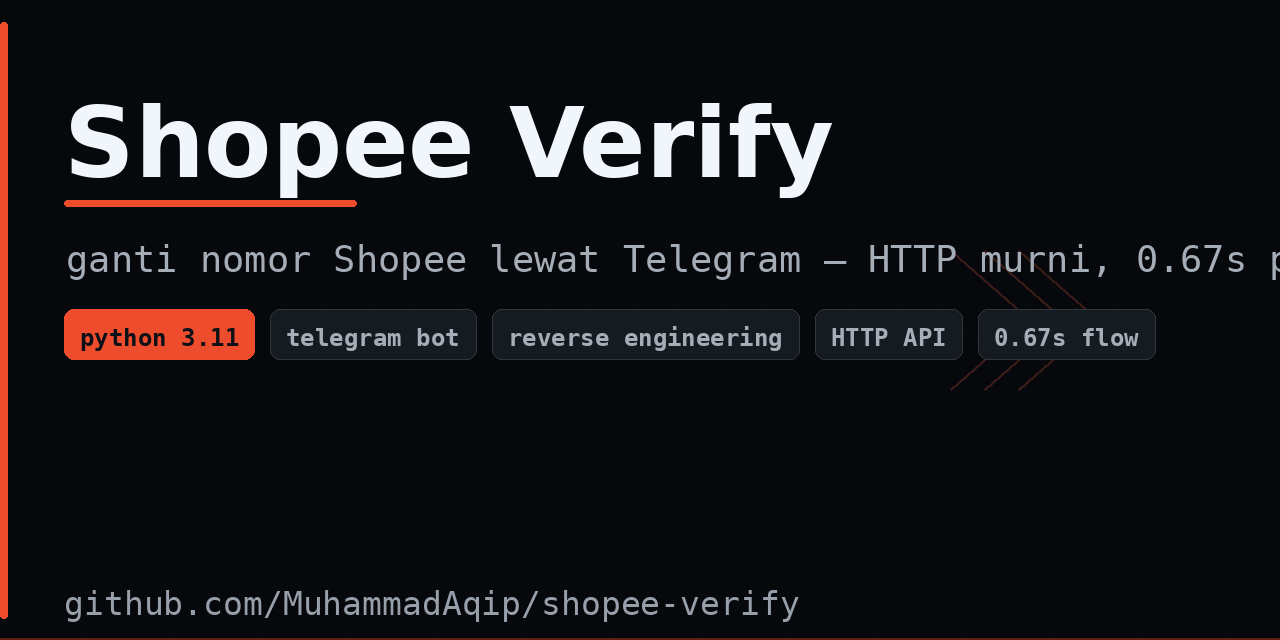 Shopee Verify
ganti nomor Shopee lewat Telegram — HTTP murni, 0.67s
python 3.11 telegram bot reverse engineering HTTP API 0.67s flow
github.com/MuhammadAqip/shopee-verify